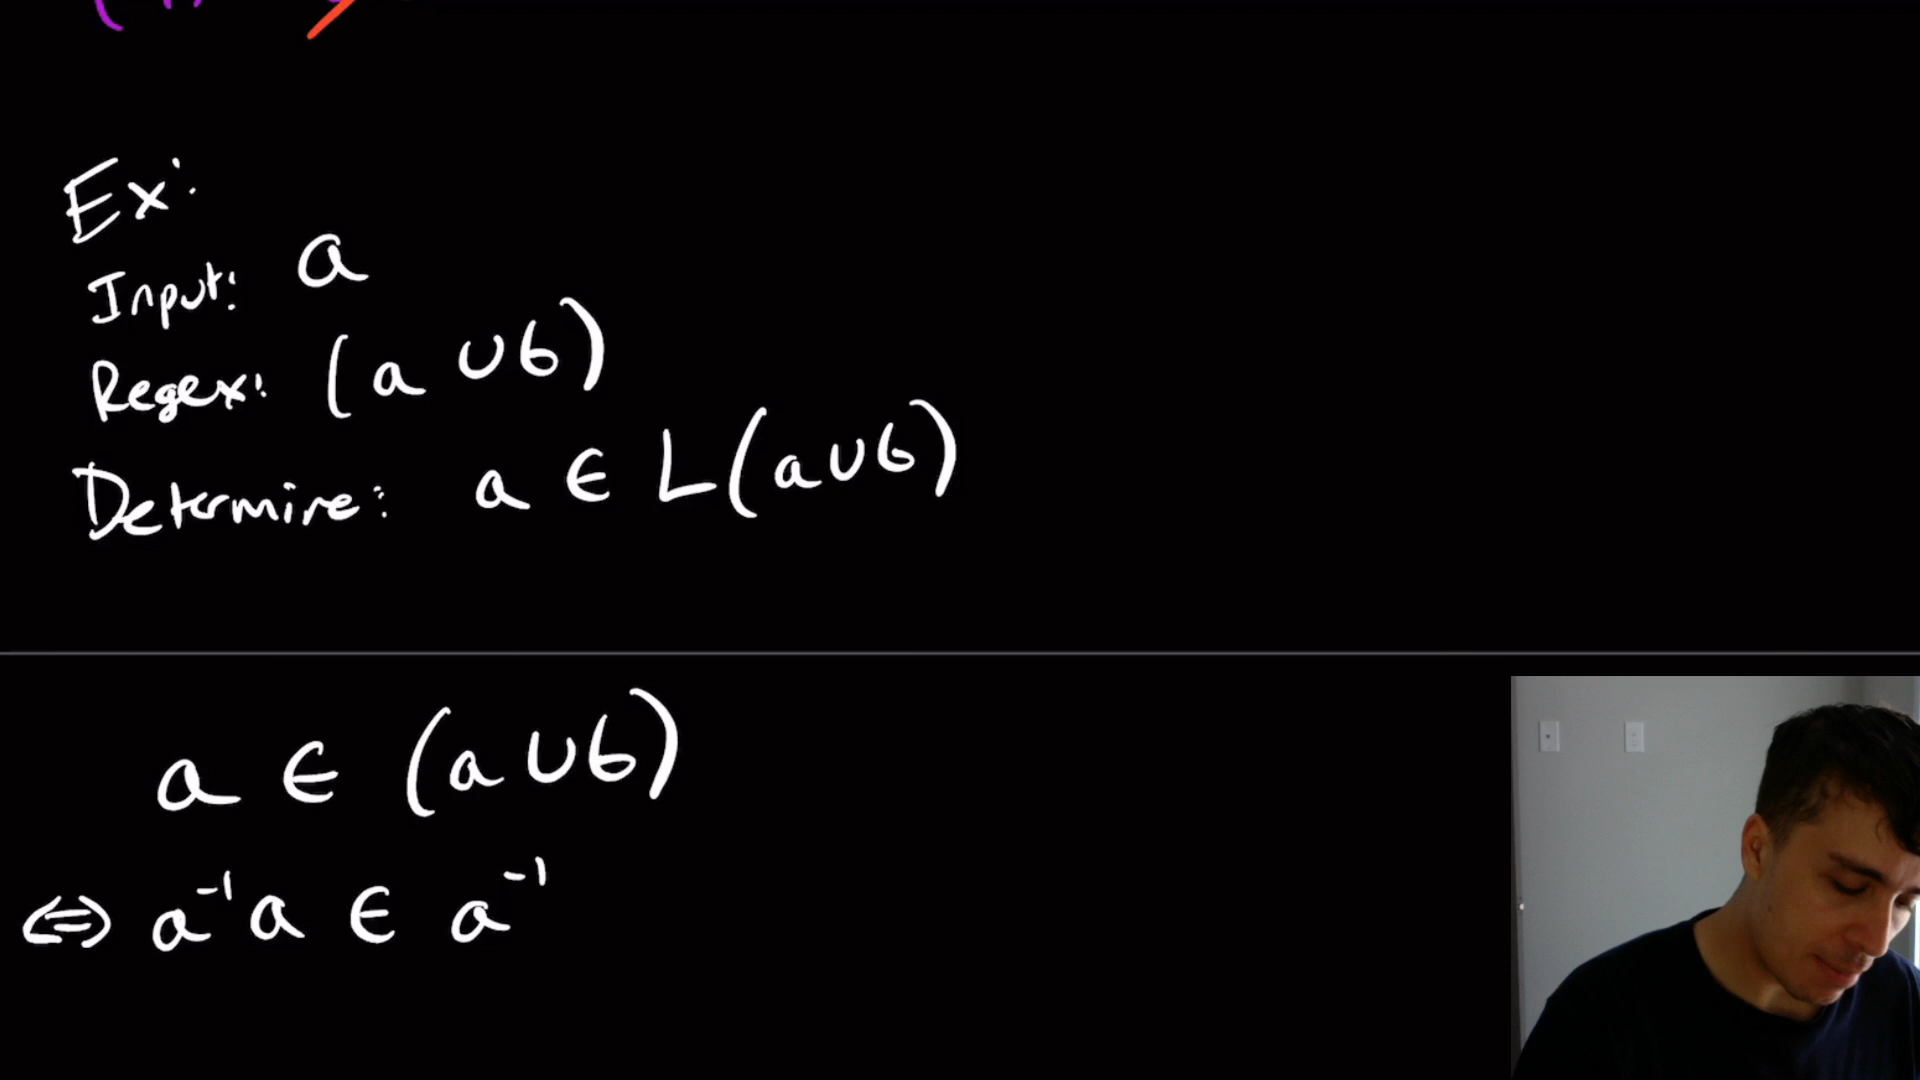 Ex:
Input: a
Regex: (a ∪ b)
Determine: a ∈ L(a∪b)
a ∈ (a ∪ b)
⇔ a⁻¹a ∈ a⁻¹